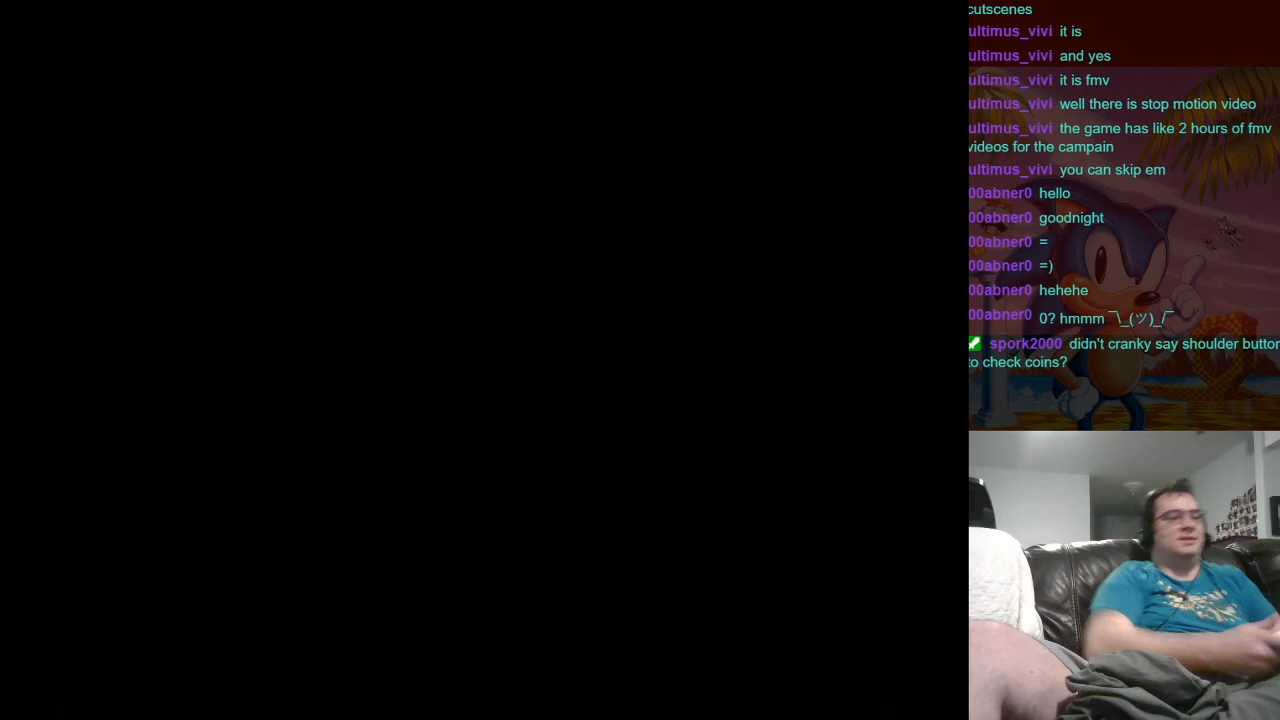 cutscenes
ultimus_vivi it is
ultimus_vivi and yes
ultimus_vivi it is fmv
ultimus_vivi well there is stop motion video
ultimus_vivi the game has like 2 hours of fmv
videos for the campain
ultimus_vivi you can skip em
00abner0 hello
00abner0 goodnight
00abner0 =
00abner0 =)
00abner0 hehehe
00abner0 0? hmmm ¯\_(ツ)_/¯
spork2000 didn't cranky say shoulder button
to check coins?